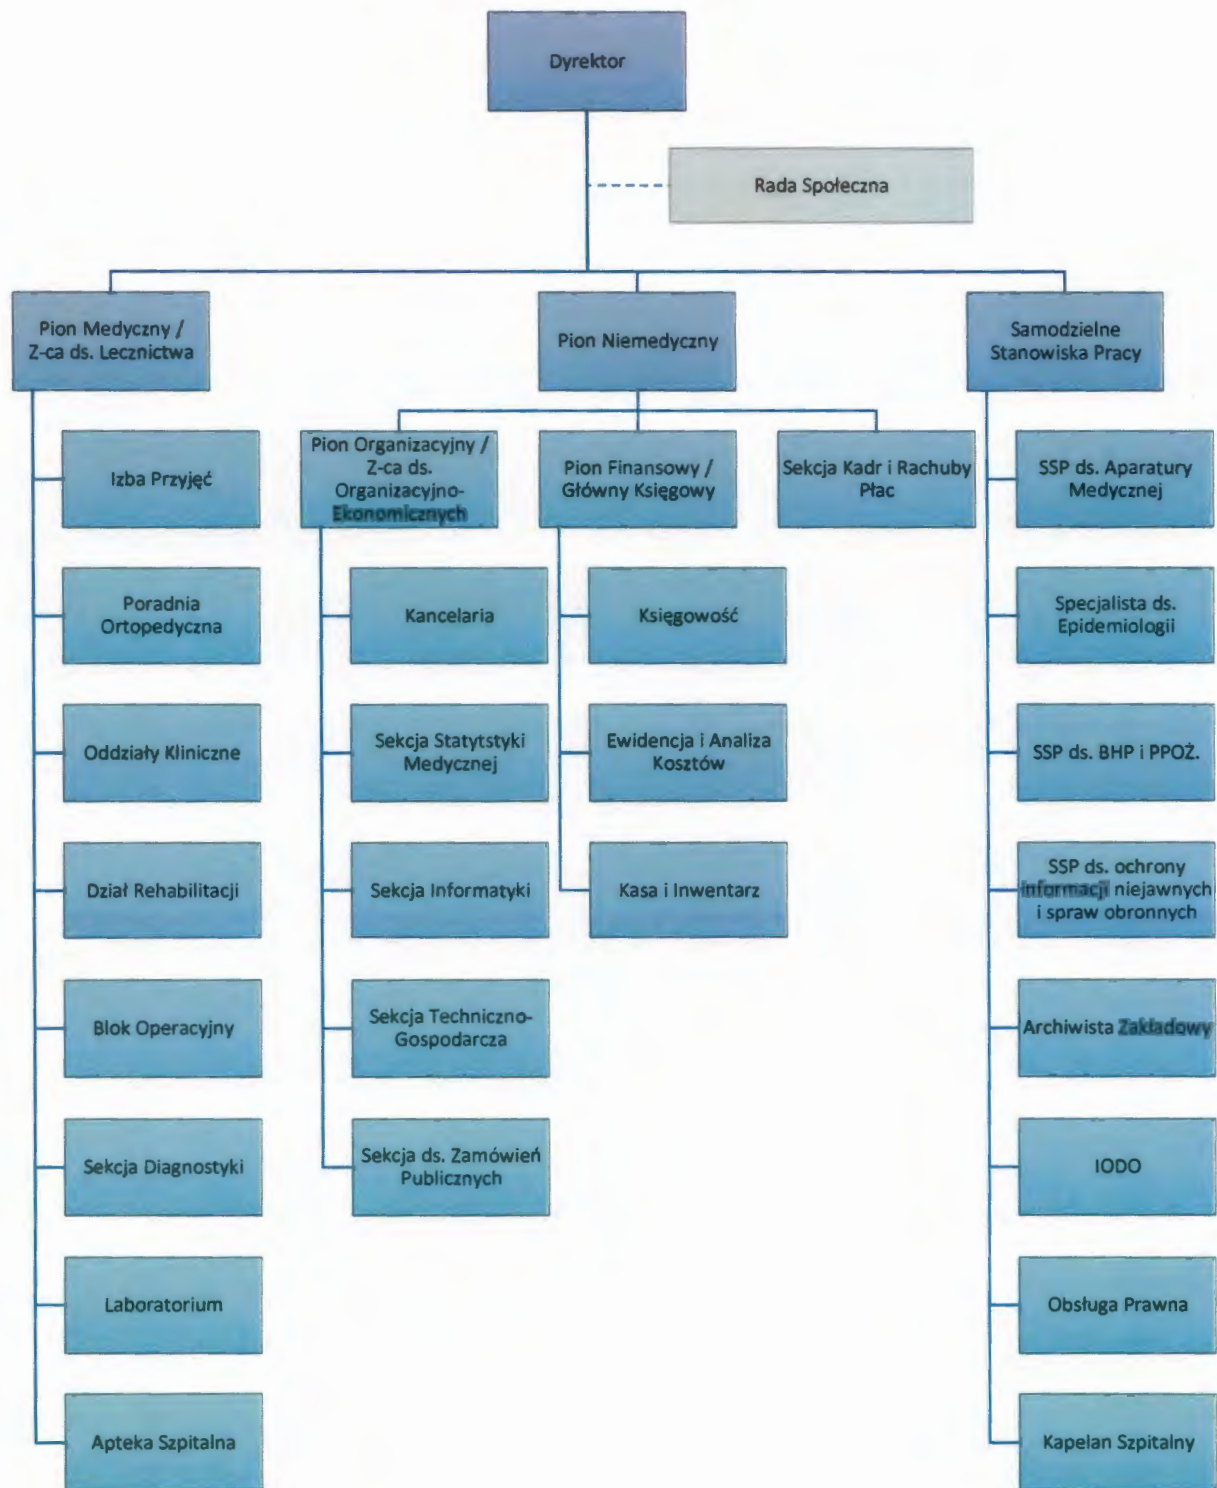 Dyrektor
Rada Społeczna
Pion Medyczny /
Z-ca ds. Lecznictwa
Pion Niemedyczny
Samodzielne
Stanowiska Pracy
Izba Przyjęć
Poradnia
Ortopedyczna
Oddziały Kliniczne
Dział Rehabilitacji
Blok Operacyjny
Sekcja Diagnostyki
Laboratorium
Apteka Szpitalna
Pion Organizacyjny /
Z-ca ds.
Organizacyjno-
Ekonomicznych
Kancelaria
Sekcja Statytstyki
Medycznej
Sekcja Informatyki
Sekcja Techniczno-
Gospodarcza
Sekcja ds. Zamówień
Publicznych
Pion Finansowy /
Główny Księgowy
Księgowość
Ewidencja i Analiza
Kosztów
Kasa i Inwentarz
Sekcja Kadr i Rachuby
Płac
SSP ds. Aparatury
Medycznej
Specjalista ds.
Epidemiologii
SSP ds. BHP i PPOŻ.
SSP ds. ochrony
informacji niejawnych
i spraw obronnych
Archiwista Zakładowy
IODO
Obsługa Prawna
Kapelan Szpitalny